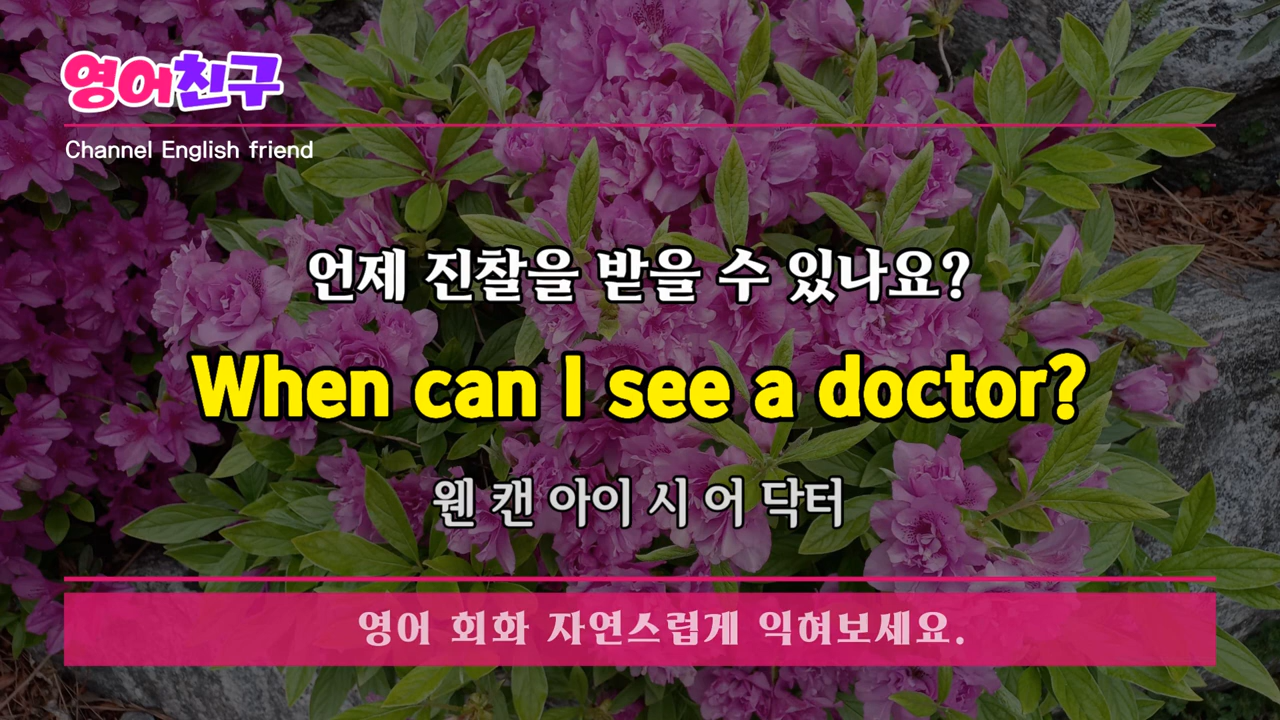 영어친구
Channel English friend
언제 진찰을 받을 수 있나요?
When can I see a doctor?
웬 캔 아이 시 어 닥터
영어 회화 자연스럽게 익혀보세요.